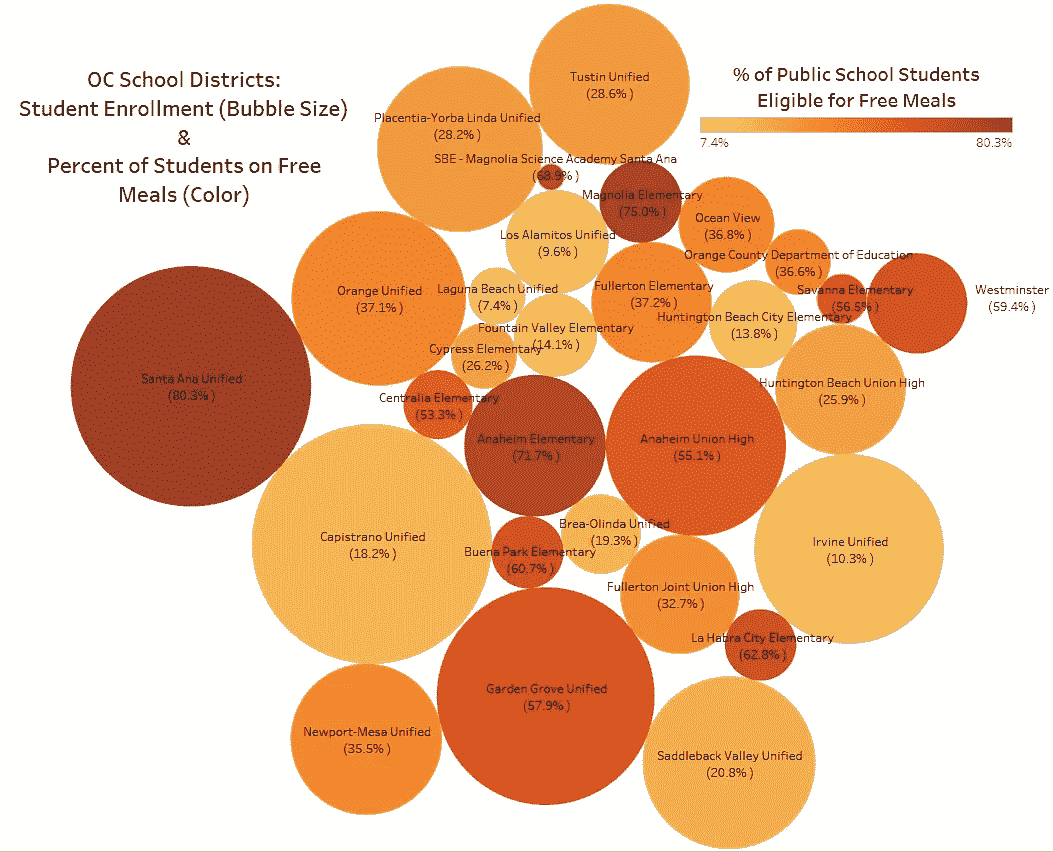 OC School Districts:
Student Enrollment (Bubble Size)
&
Percent of Students on Free
Meals (Color)
% of Public School Students
Eligible for Free Meals
7.4%
80.3%
Tustin Unified
(28.6% )
Placentia-Yorba Linda Unified
(28.2% )
SBE - Magnolia Science Academy Santa Ana
(68.9% )
Magnolia Elementary
(75.0% )
Ocean View
(36.8% )
Los Alamitos Unified
(9.6% )
Orange County Department of Education
(36.6% )
Orange Unified
(37.1% )
Laguna Beach Unified
(7.4% )
Fullerton Elementary
(37.2% )
Savanna Elementary
(56.5% )
Westminster
(59.4% )
Huntington Beach City Elementary
(13.8% )
Fountain Valley Elementary
(14.1% )
Cypress Elementary
(26.2% )
Santa Ana Unified
(80.3% )
Huntington Beach Union High
(25.9% )
Centralia Elementary
(53.3% )
Anaheim Elementary
(71.7% )
Anaheim Union High
(55.1% )
Capistrano Unified
(18.2% )
Brea-Olinda Unified
(19.3% )
Irvine Unified
(10.3% )
Buena Park Elementary
(60.7% )
Fullerton Joint Union High
(32.7% )
La Habra City Elementary
(62.8% )
Garden Grove Unified
(57.9% )
Newport-Mesa Unified
(35.5% )
Saddleback Valley Unified
(20.8% )